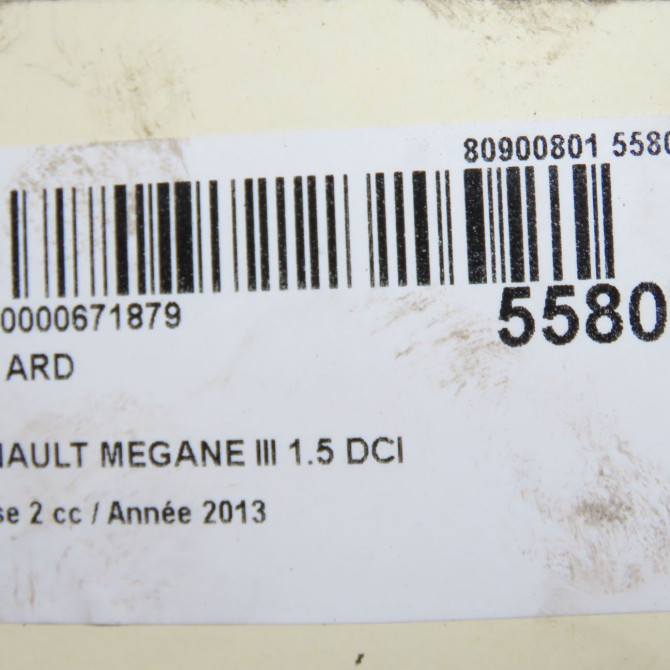 80900801 5580
0000671879
5580
ARD
NAULT MEGANE III 1.5 DCI
se 2 cc / Année 2013